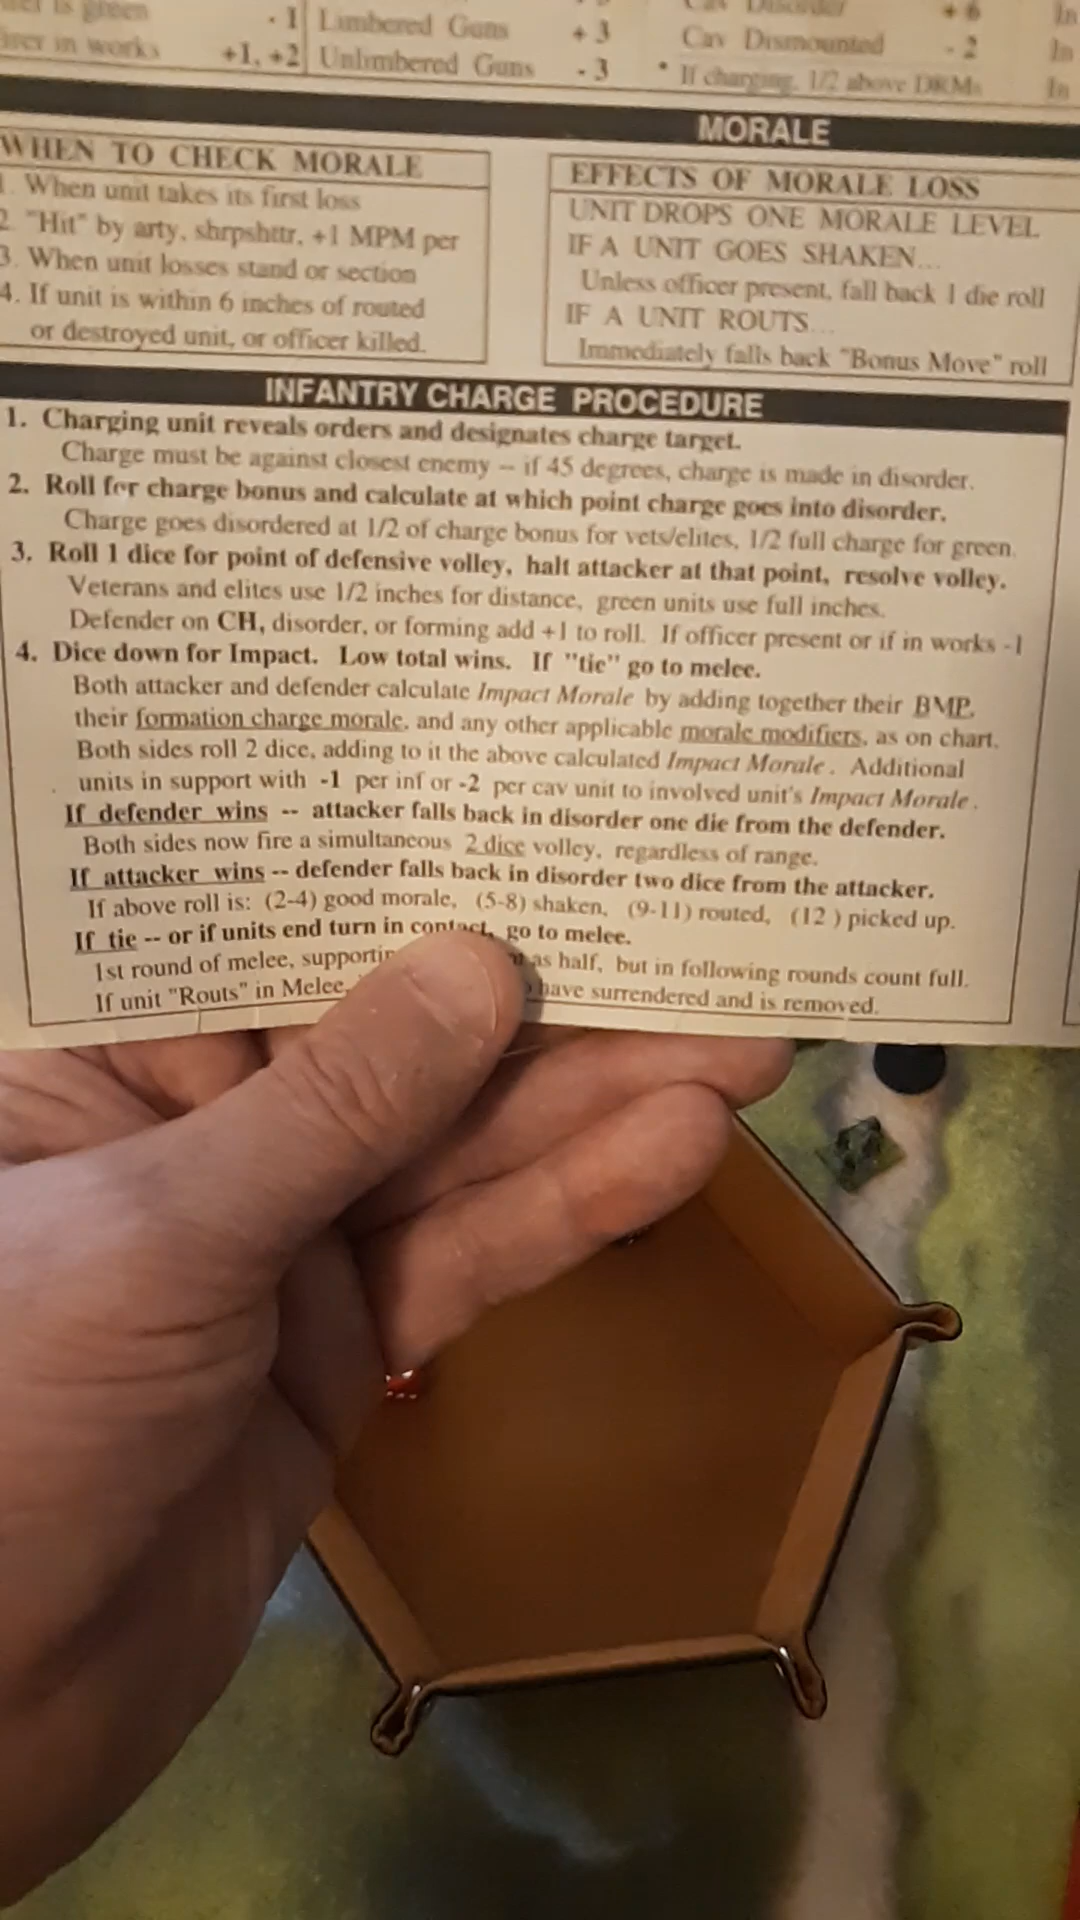 is green - 1
in works +1, +2
Limbered Guns + 3
Unlimbered Guns - 3
Cav Disorder + 6
Cav Dismounted - 2
* If charging, 1/2 above DRMs
In
In
In
MORALE
WHEN TO CHECK MORALE
1. When unit takes its first loss
2. "Hit" by arty, shrpshttr, +1 MPM per
3. When unit losses stand or section
4. If unit is within 6 inches of routed
or destroyed unit, or officer killed.
EFFECTS OF MORALE LOSS
UNIT DROPS ONE MORALE LEVEL
IF A UNIT GOES SHAKEN...
Unless officer present, fall back 1 die roll
IF A UNIT ROUTS...
Immediately falls back "Bonus Move" roll
INFANTRY CHARGE PROCEDURE
1. Charging unit reveals orders and designates charge target.
Charge must be against closest enemy -- if 45 degrees, charge is made in disorder.
2. Roll for charge bonus and calculate at which point charge goes into disorder.
Charge goes disordered at 1/2 of charge bonus for vets/elites, 1/2 full charge for green.
3. Roll 1 dice for point of defensive volley, halt attacker at that point, resolve volley.
Veterans and elites use 1/2 inches for distance, green units use full inches.
Defender on CH, disorder, or forming add +1 to roll. If officer present or if in works -1
4. Dice down for Impact. Low total wins. If "tie" go to melee.
Both attacker and defender calculate Impact Morale by adding together their BMP,
their formation charge morale, and any other applicable morale modifiers, as on chart.
Both sides roll 2 dice, adding to it the above calculated Impact Morale. Additional
units in support with -1 per inf or -2 per cav unit to involved unit's Impact Morale.
If defender wins -- attacker falls back in disorder one die from the defender.
Both sides now fire a simultaneous 2 dice volley, regardless of range.
If attacker wins -- defender falls back in disorder two dice from the attacker.
If above roll is: (2-4) good morale, (5-8) shaken, (9-11) routed, (12 ) picked up.
If tie -- or if units end turn in contact, go to melee.
1st round of melee, as half, but in following rounds count full.
If unit "Routs" in Melee, have surrendered and is removed.